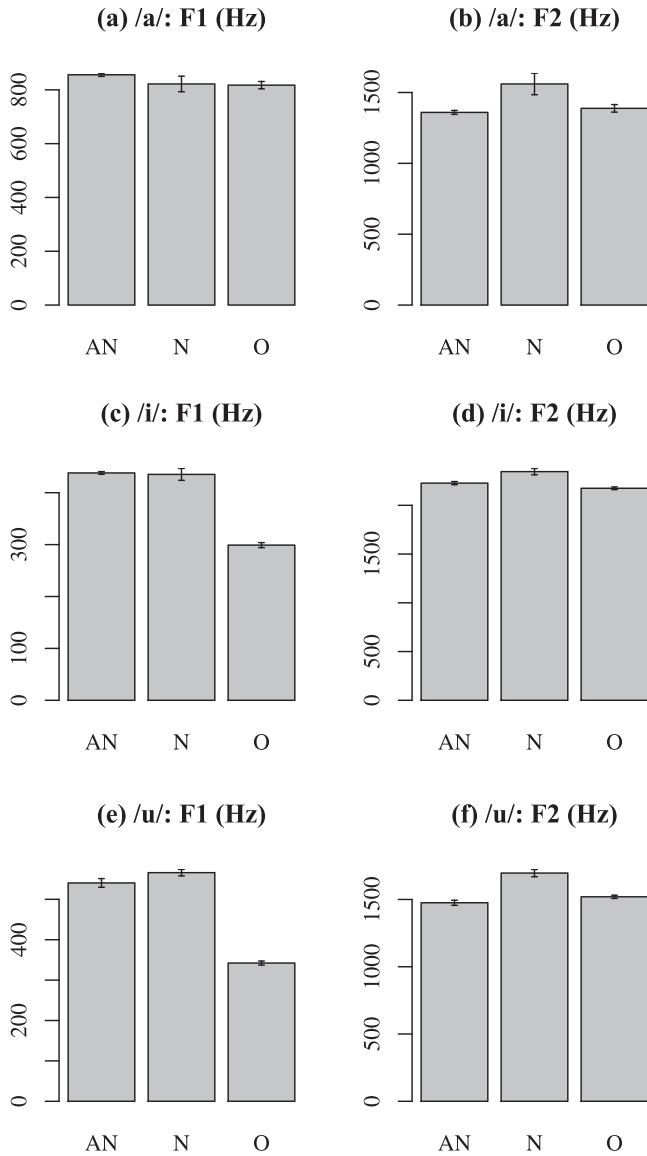 (a) /a/: F1 (Hz)
800
600
400
200
0
AN N O
(b) /a/: F2 (Hz)
1500
1000
500
0
AN N O
(c) /i/: F1 (Hz)
300
100
0
AN N O
(d) /i/: F2 (Hz)
1500
500
0
AN N O
(e) /u/: F1 (Hz)
400
200
0
AN N O
(f) /u/: F2 (Hz)
1500
1000
500
0
AN N O